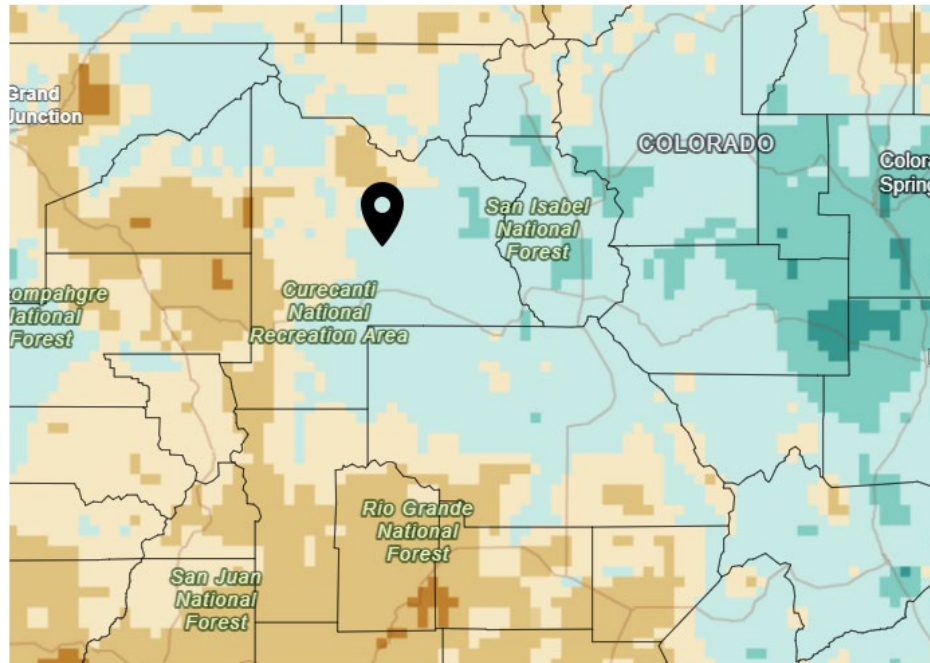 Grand
Junction
COLORADO
Colora
Spring
San Isabel
National
Forest
ompahgre
National
Forest
Curecanti
National
Recreation Area
Rio Grande
National
Forest
San Juan
National
Forest